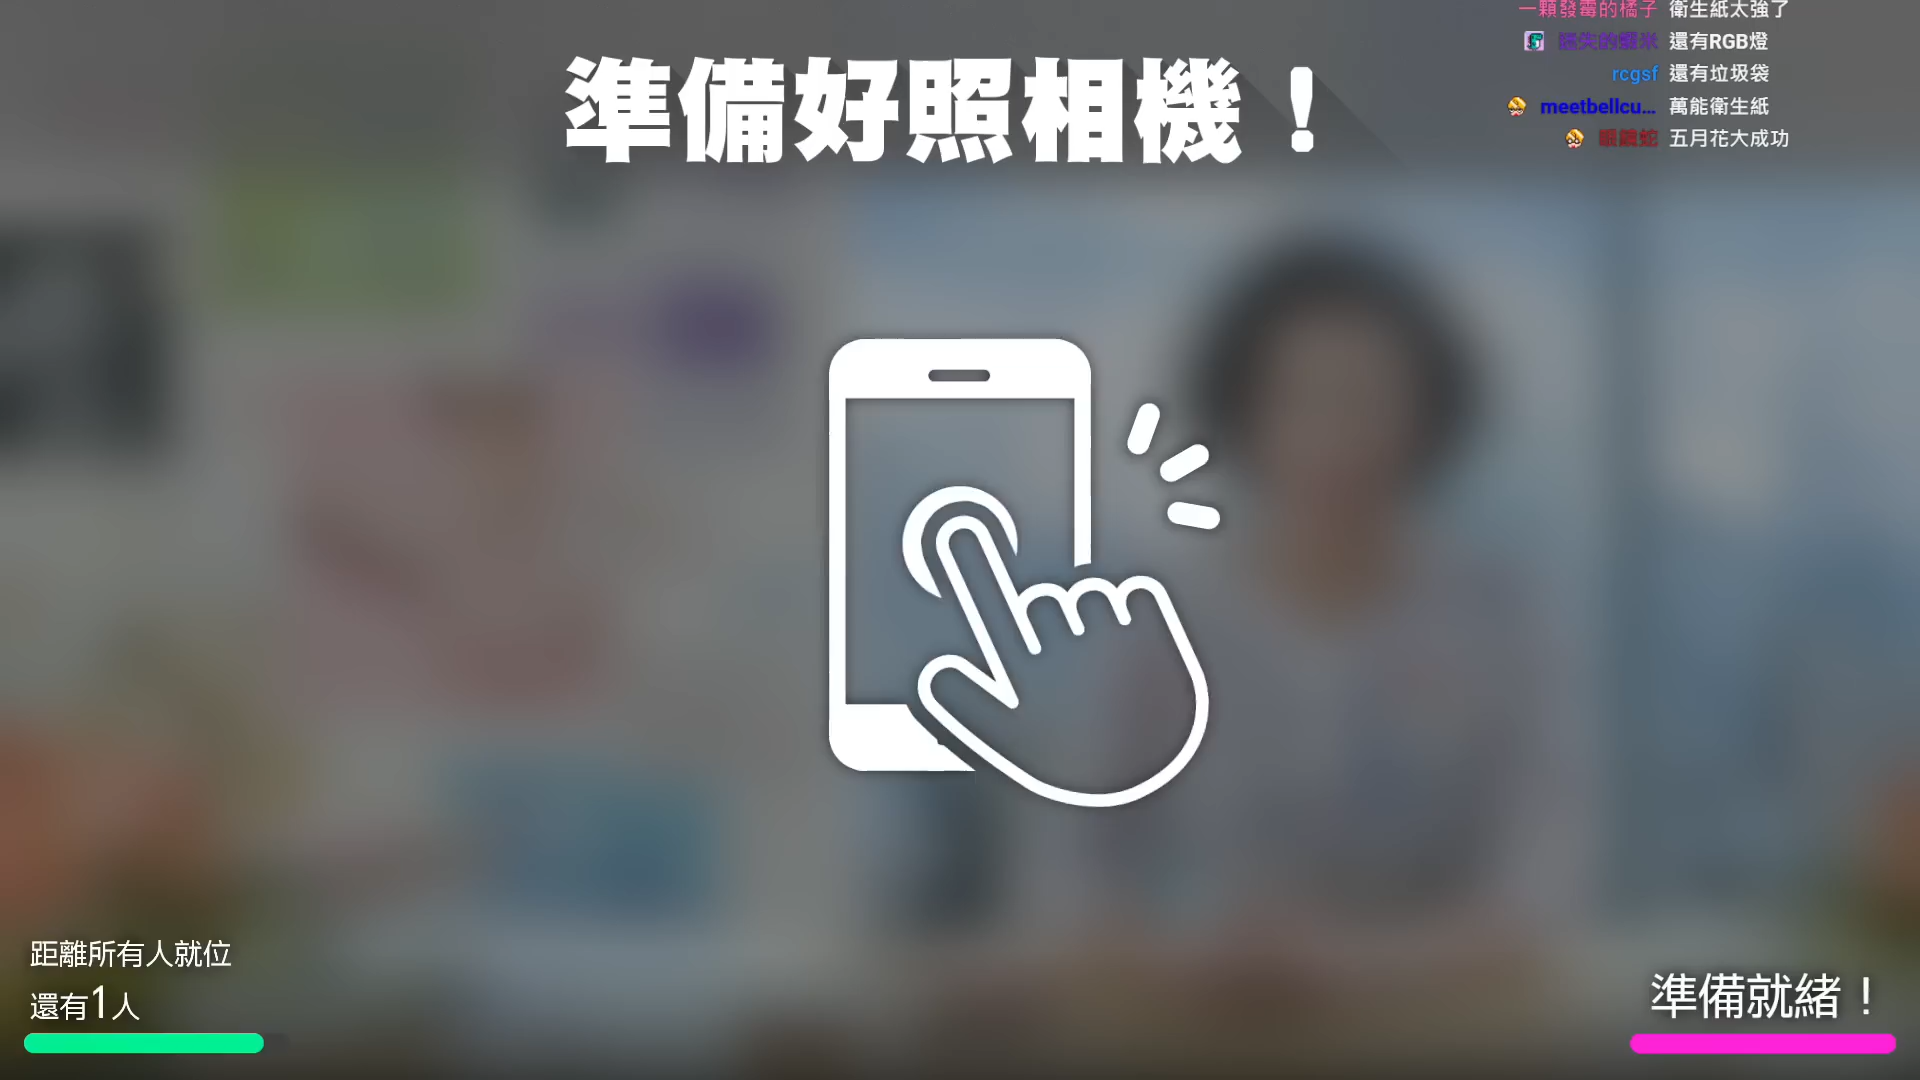 準備好照相機！
一顆發霉的橘子 衛生紙太強了
還有RGB燈
rcgsf 還有垃圾袋
meetbellcu... 萬能衛生紙
眼鏡蛇 五月花大成功
距離所有人就位
還有1人
準備就緒！